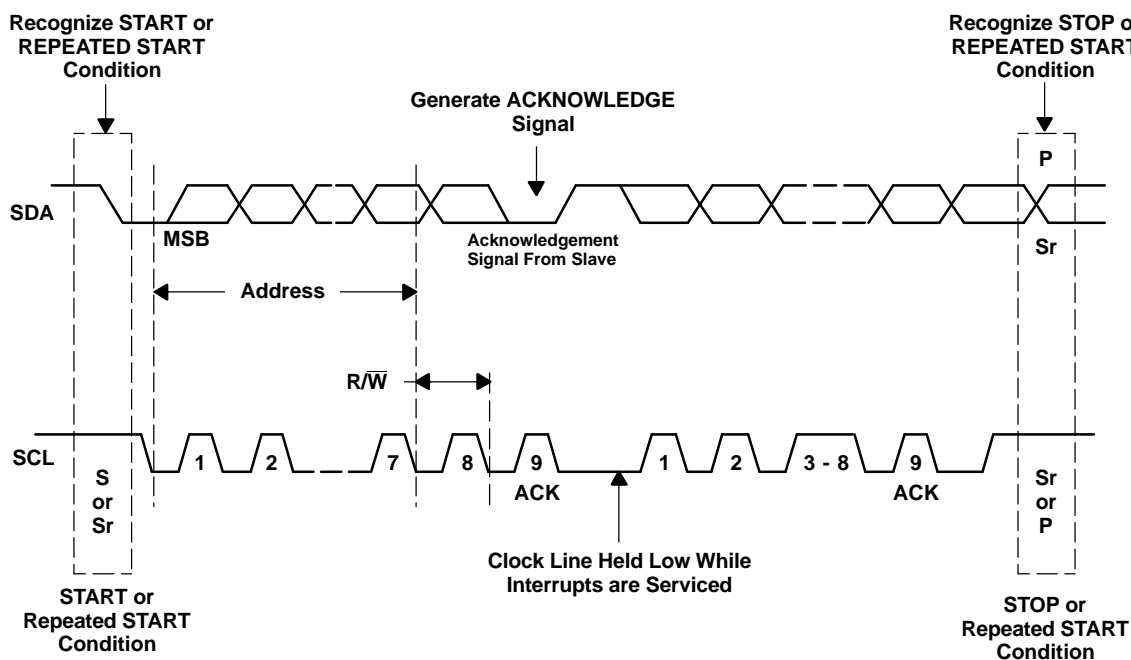 Recognize START or
REPEATED START
Condition
Recognize STOP o
REPEATED START
Condition
Generate ACKNOWLEDGE
Signal
P
SDA
MSB
Acknowledgement
Signal From Slave
Sr
Address
R/W̅
SCL
1
2
7
8
9
1
2
3 - 8
9
ACK
ACK
S
or
Sr
Sr
or
P
Clock Line Held Low While
Interrupts are Serviced
START or
Repeated START
Condition
STOP or
Repeated START
Condition